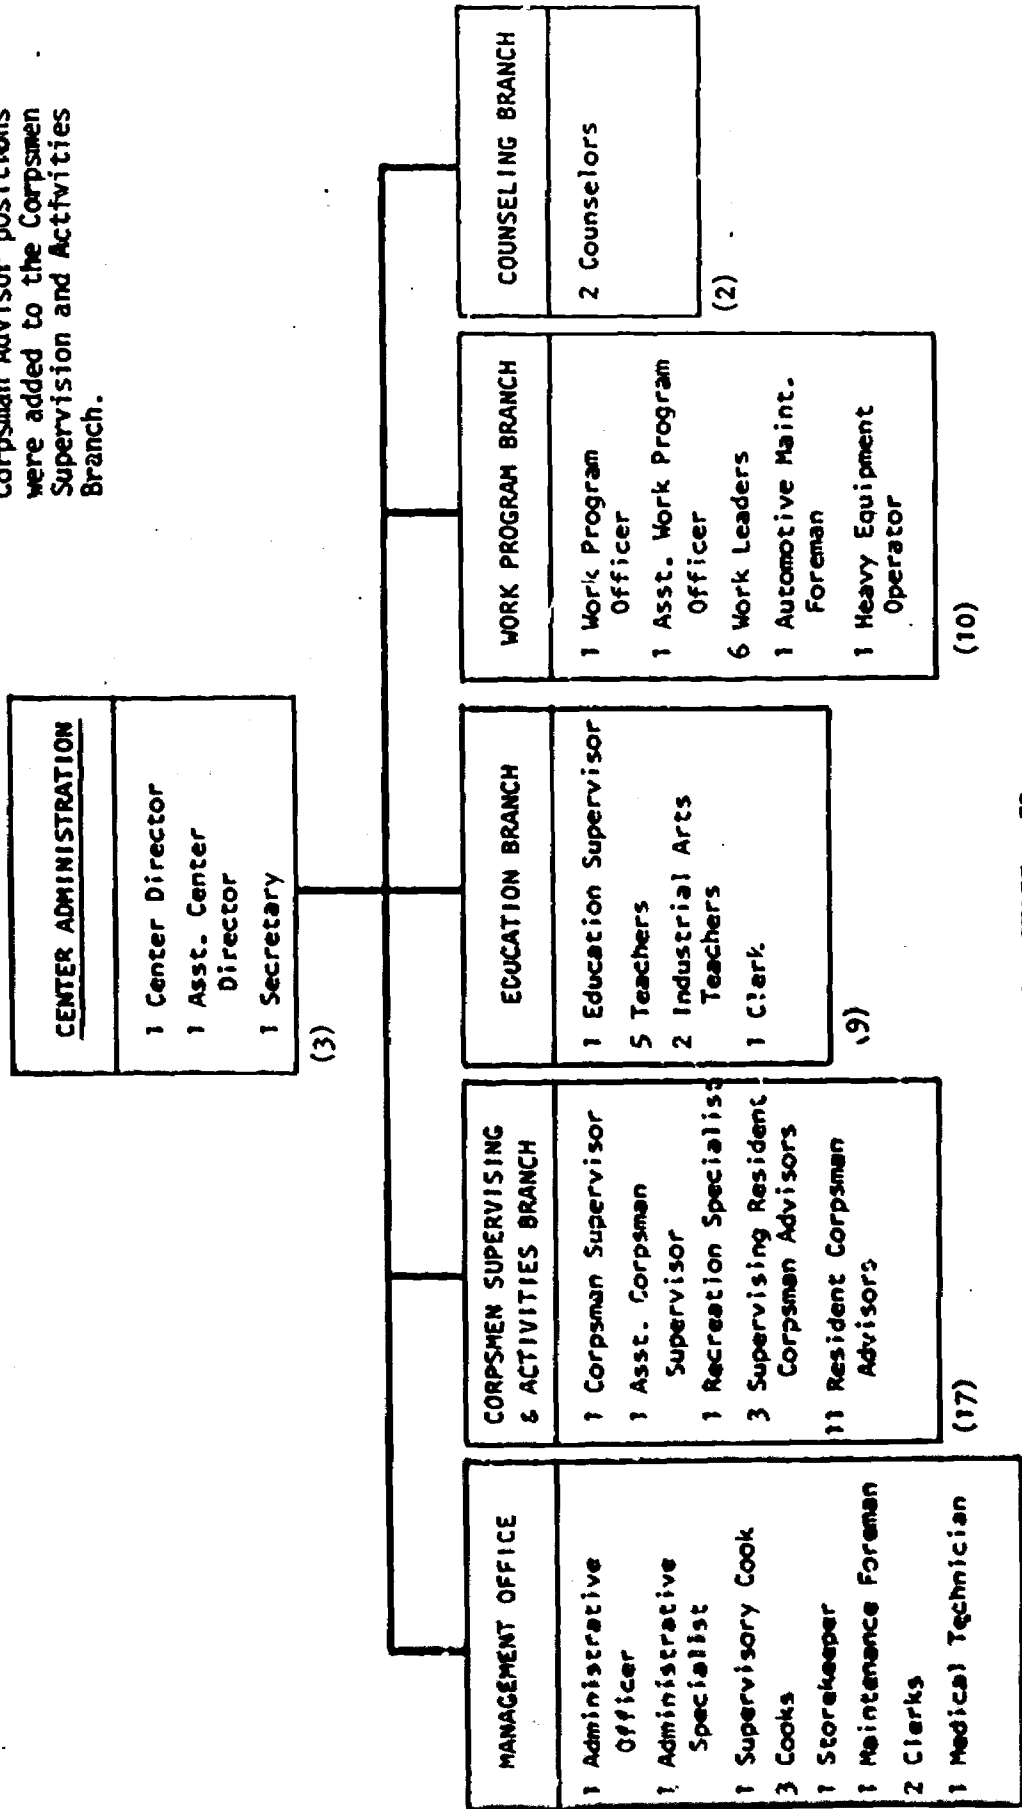 Corpsman Advisor positions
were added to the Corpsmen
Supervision and Activities
Branch.
CENTER ADMINISTRATION
1 Center Director
1 Asst. Center
Director
1 Secretary
(3)
MANAGEMENT OFFICE
1 Administrative
Officer
1 Administrative
Specialist
1 Supervisory Cook
3 Cooks
1 Storekeeper
1 Maintenance Foreman
2 Clerks
1 Medical Technician
CORPSMEN SUPERVISING
& ACTIVITIES BRANCH
1 Corpsman Supervisor
1 Asst. Corpsman
Supervisor
1 Recreation Specialist
3 Supervising Resident
Corpsman Advisors
11 Resident Corpsman
Advisors
(17)
EDUCATION BRANCH
1 Education Supervisor
5 Teachers
2 Industrial Arts
Teachers
1 Clerk
(9)
WORK PROGRAM BRANCH
1 Work Program
Officer
1 Asst. Work Program
Officer
6 Work Leaders
1 Automotive Maint.
Foreman
1 Heavy Equipment
Operator
(10)
COUNSELING BRANCH
2 Counselors
(2)